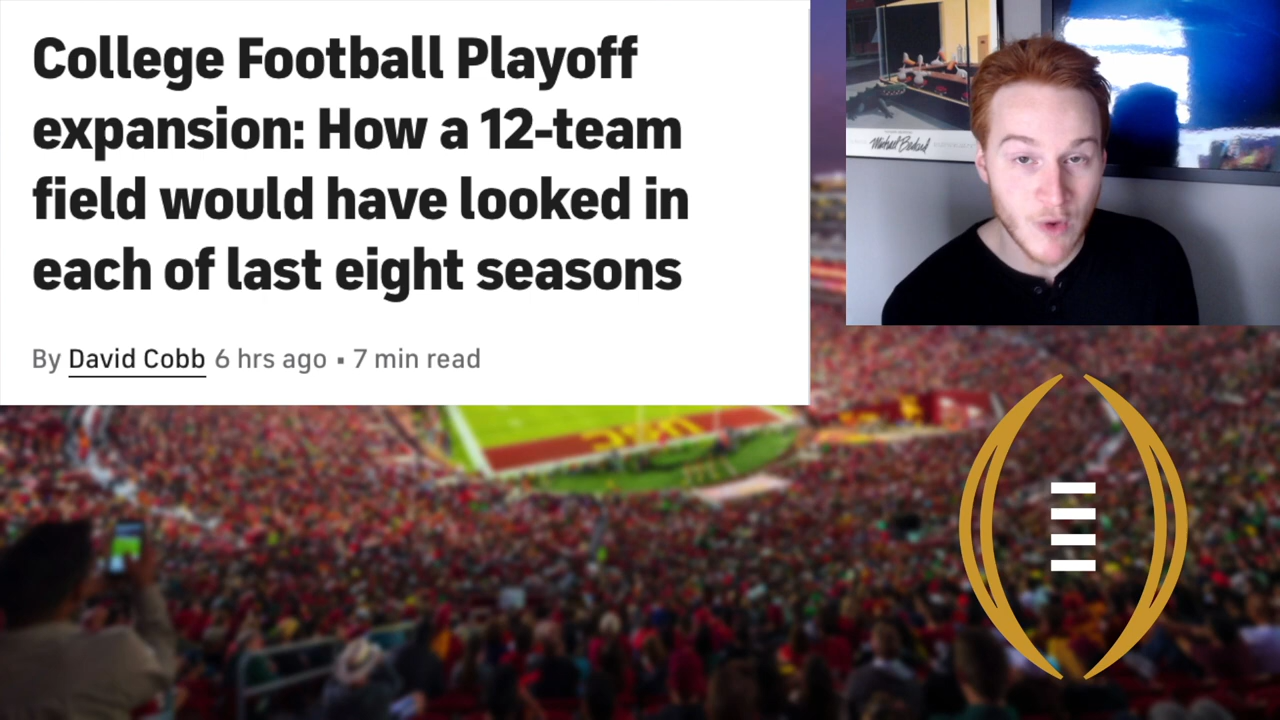 College Football Playoff
expansion: How a 12-team
field would have looked in
each of last eight seasons
By David Cobb 6 hrs ago ▪ 7 min read
USC